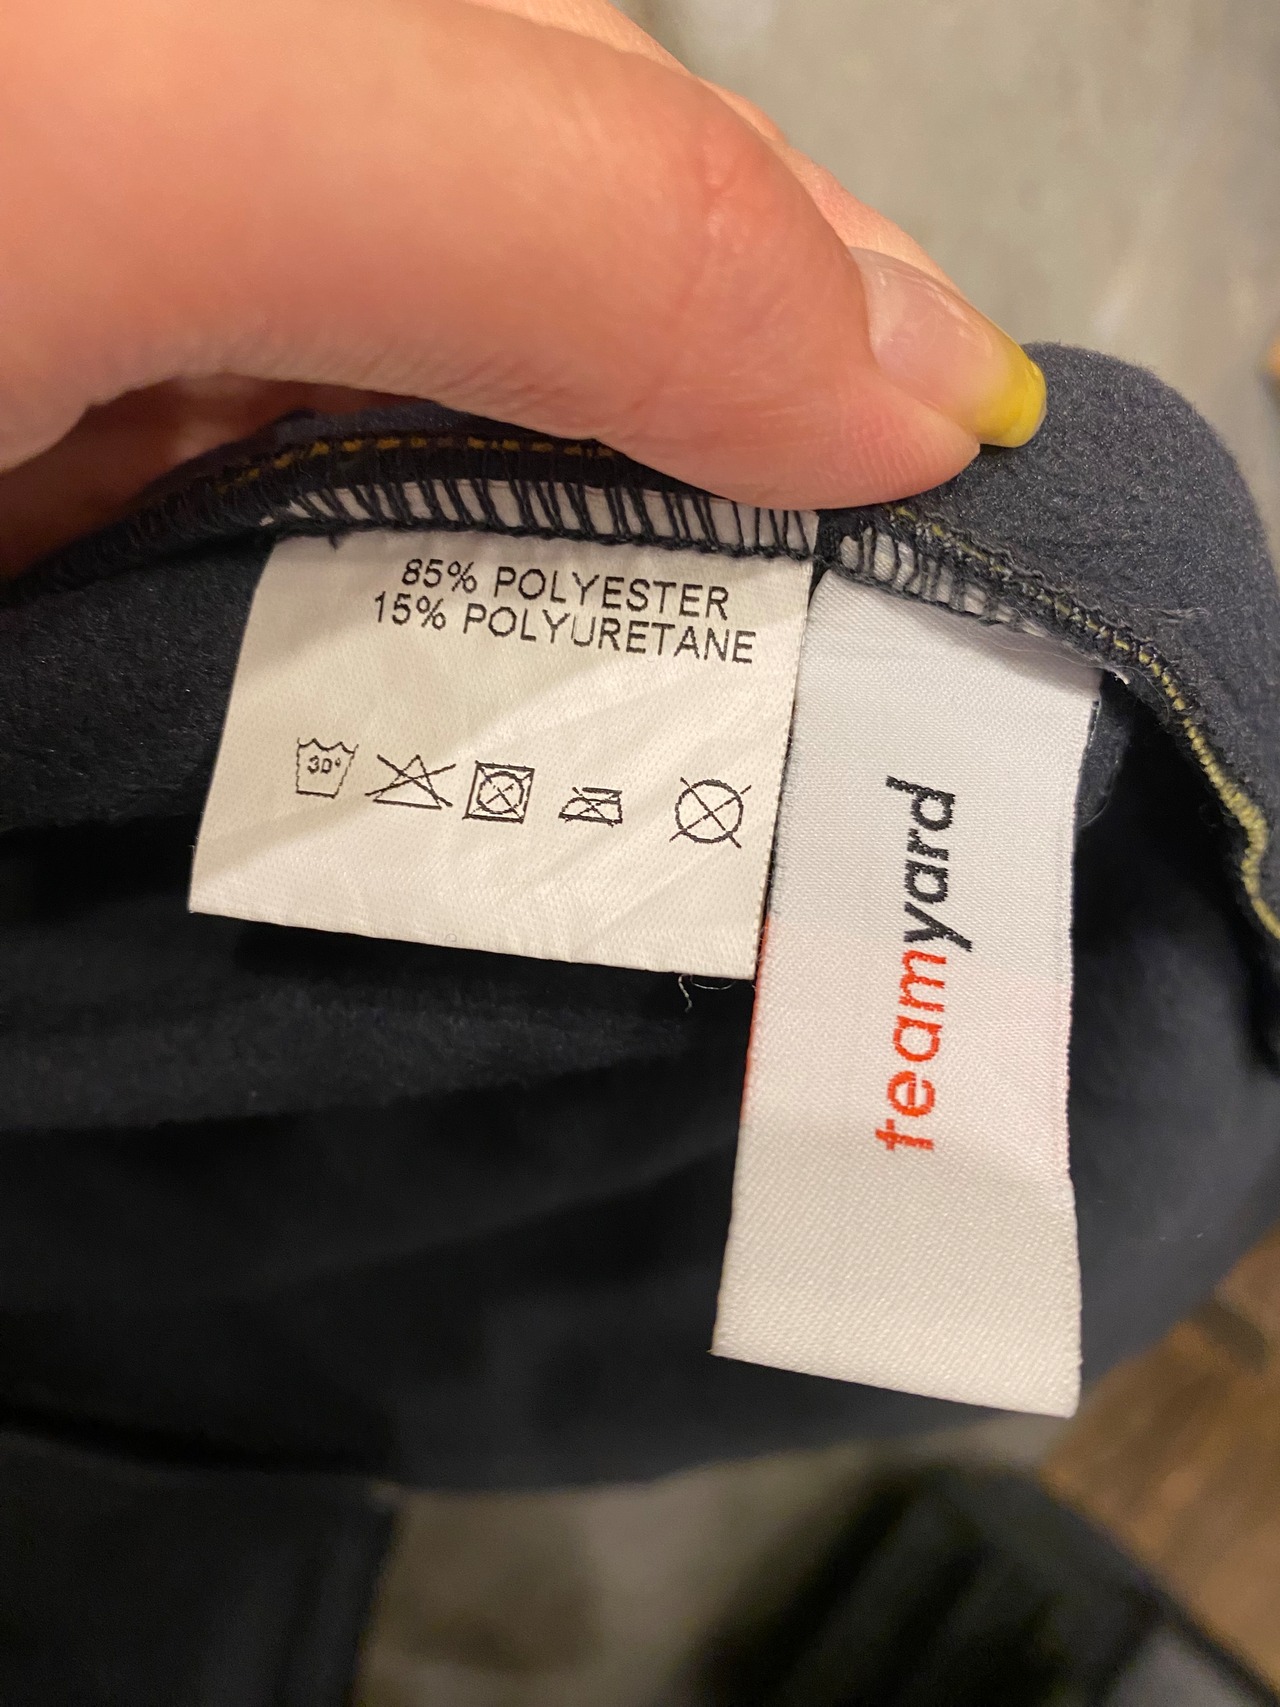 85% POLYESTER
15% POLYURETANE
30°
teamyard